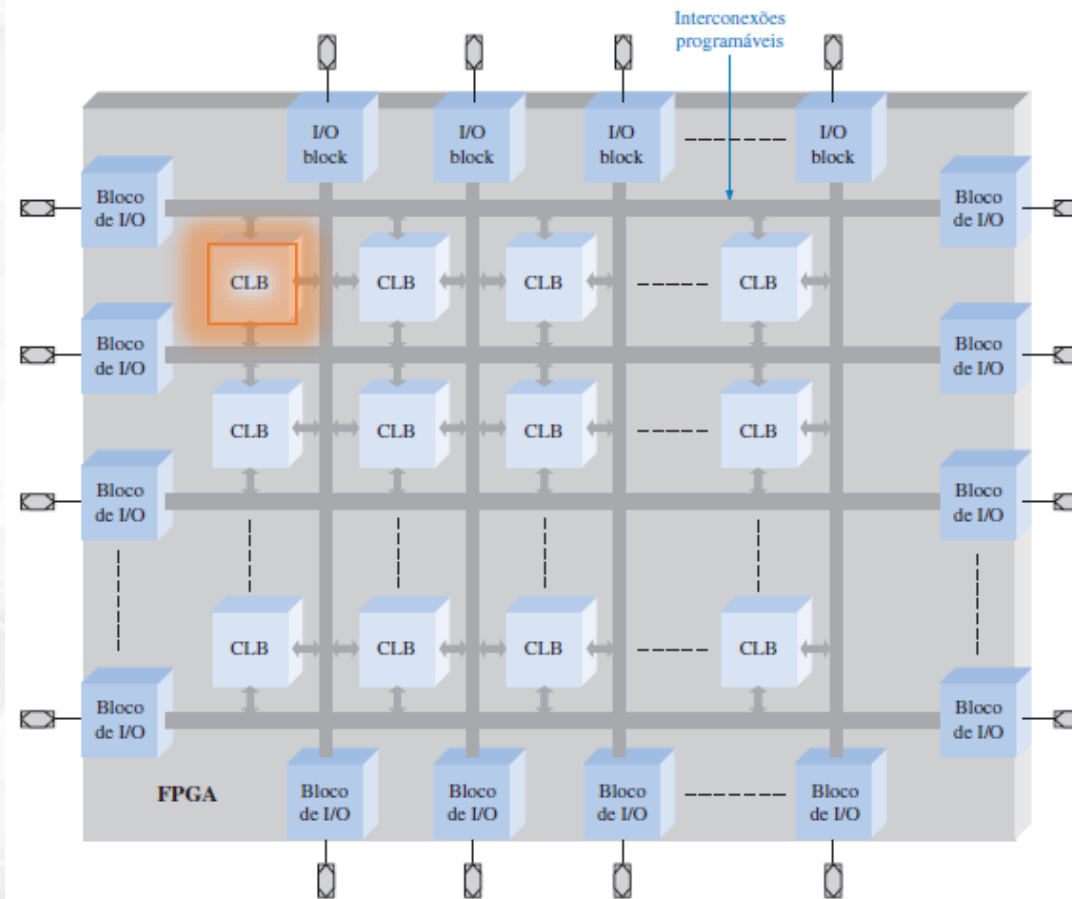 Interconexões
programáveis
I/O
block
I/O
block
I/O
block
I/O
block
Bloco
de I/O
Bloco
de I/O
CLB
CLB
CLB
CLB
Bloco
de I/O
Bloco
de I/O
CLB
CLB
CLB
CLB
Bloco
de I/O
Bloco
de I/O
CLB
CLB
CLB
CLB
Bloco
de I/O
Bloco
de I/O
FPGA
Bloco
de I/O
Bloco
de I/O
Bloco
de I/O
Bloco
de I/O